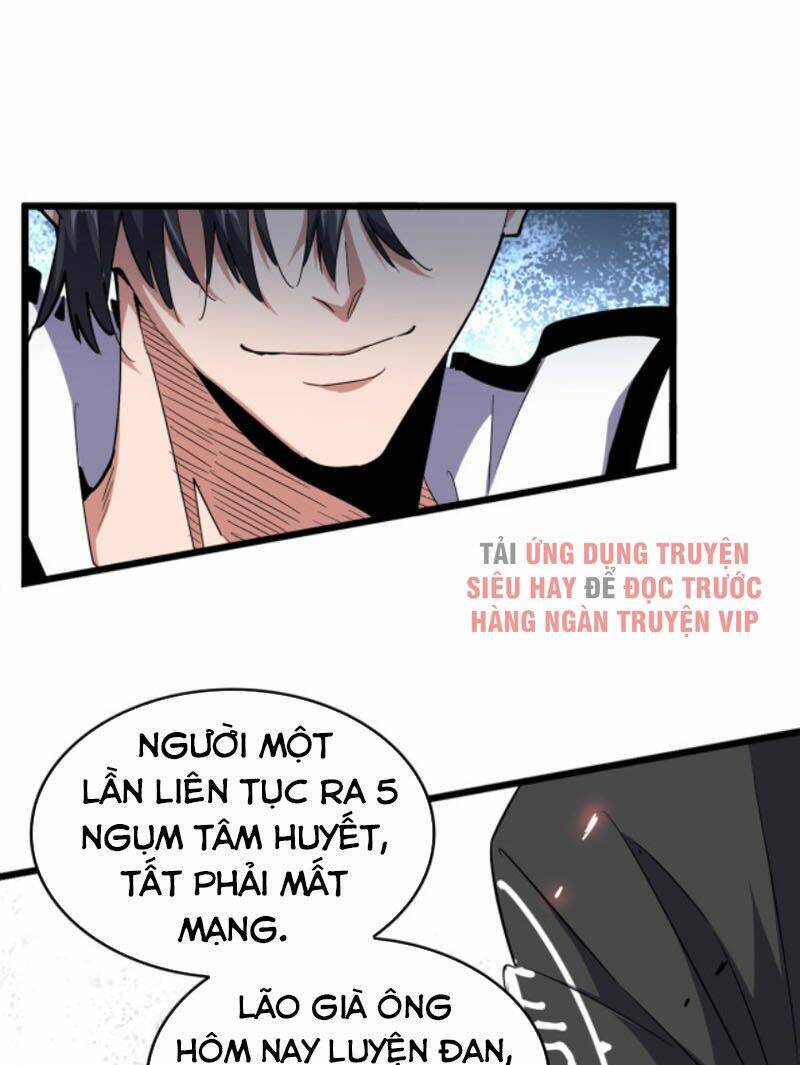 TẢI ỨNG DỤNG TRUYỆN
SIÊU HAY ĐỂ ĐỌC TRƯỚC
HÀNG NGÀN TRUYỆN VIP
NGƯỜI MỘT
LẦN LIÊN TỤC RA 5
NGỤM TÂM HUYẾT,
TẤT PHẢI MẤT
MẠNG.
LÃO GIÀ ÔNG
HÔM NAY LUYỆN ĐAN,